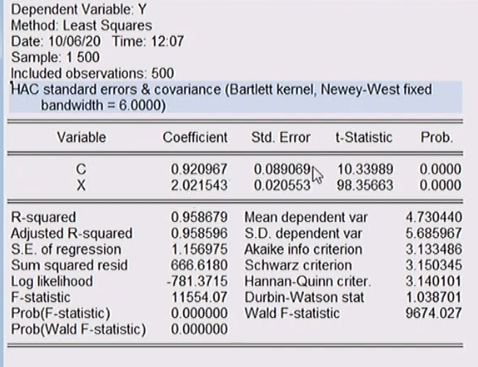 Dependent Variable: Y
Method: Least Squares
Date: 10/06/20 Time: 12:07
Sample: 1 500
Included observations: 500
HAC standard errors & covariance (Bartlett kernel, Newey-West fixed
bandwidth = 6.0000)
Variable Coefficient Std. Error t-Statistic Prob.
C 0.920967 0.089069 10.33989 0.0000
X 2.021543 0.020553 98.35663 0.0000
R-squared 0.958679 Mean dependent var 4.730440
Adjusted R-squared 0.958596 S.D. dependent var 5.685967
S.E. of regression 1.156975 Akaike info criterion 3.133486
Sum squared resid 666.6180 Schwarz criterion 3.150345
Log likelihood -781.3715 Hannan-Quinn criter. 3.140101
F-statistic 11554.07 Durbin-Watson stat 1.038701
Prob(F-statistic) 0.000000 Wald F-statistic 9674.027
Prob(Wald F-statistic) 0.000000